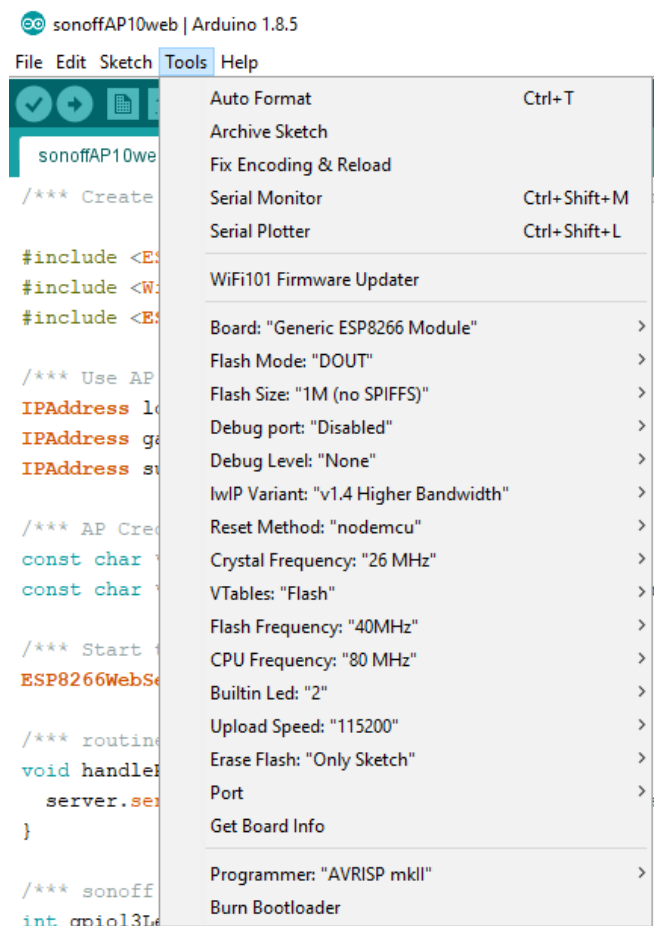 sonoffAP10web | Arduino 1.8.5
File Edit Sketch Tools Help
Auto Format Ctrl+T
Archive Sketch
sonoffAP10we
Fix Encoding & Reload
/*** Create
Serial Monitor Ctrl+Shift+M
Serial Plotter Ctrl+Shift+L
#include <ES
WiFi101 Firmware Updater
#include <Wi
#include <ES
Board: "Generic ESP8266 Module"
Flash Mode: "DOUT"
/*** Use AP
Flash Size: "1M (no SPIFFS)"
IPAddress lo
Debug port: "Disabled"
IPAddress ga
Debug Level: "None"
IPAddress su
lwIP Variant: "v1.4 Higher Bandwidth"
/*** AP Cred
Reset Method: "nodemcu"
const char *
Crystal Frequency: "26 MHz"
const char *
VTables: "Flash"
Flash Frequency: "40MHz"
/*** Start t
CPU Frequency: "80 MHz"
ESP8266WebSe
Builtin Led: "2"
Upload Speed: "115200"
/*** routine
Erase Flash: "Only Sketch"
void handleR
Port
server.sen
Get Board Info
}
Programmer: "AVRISP mkII"
/*** sonoff
Burn Bootloader
int gpio13Le